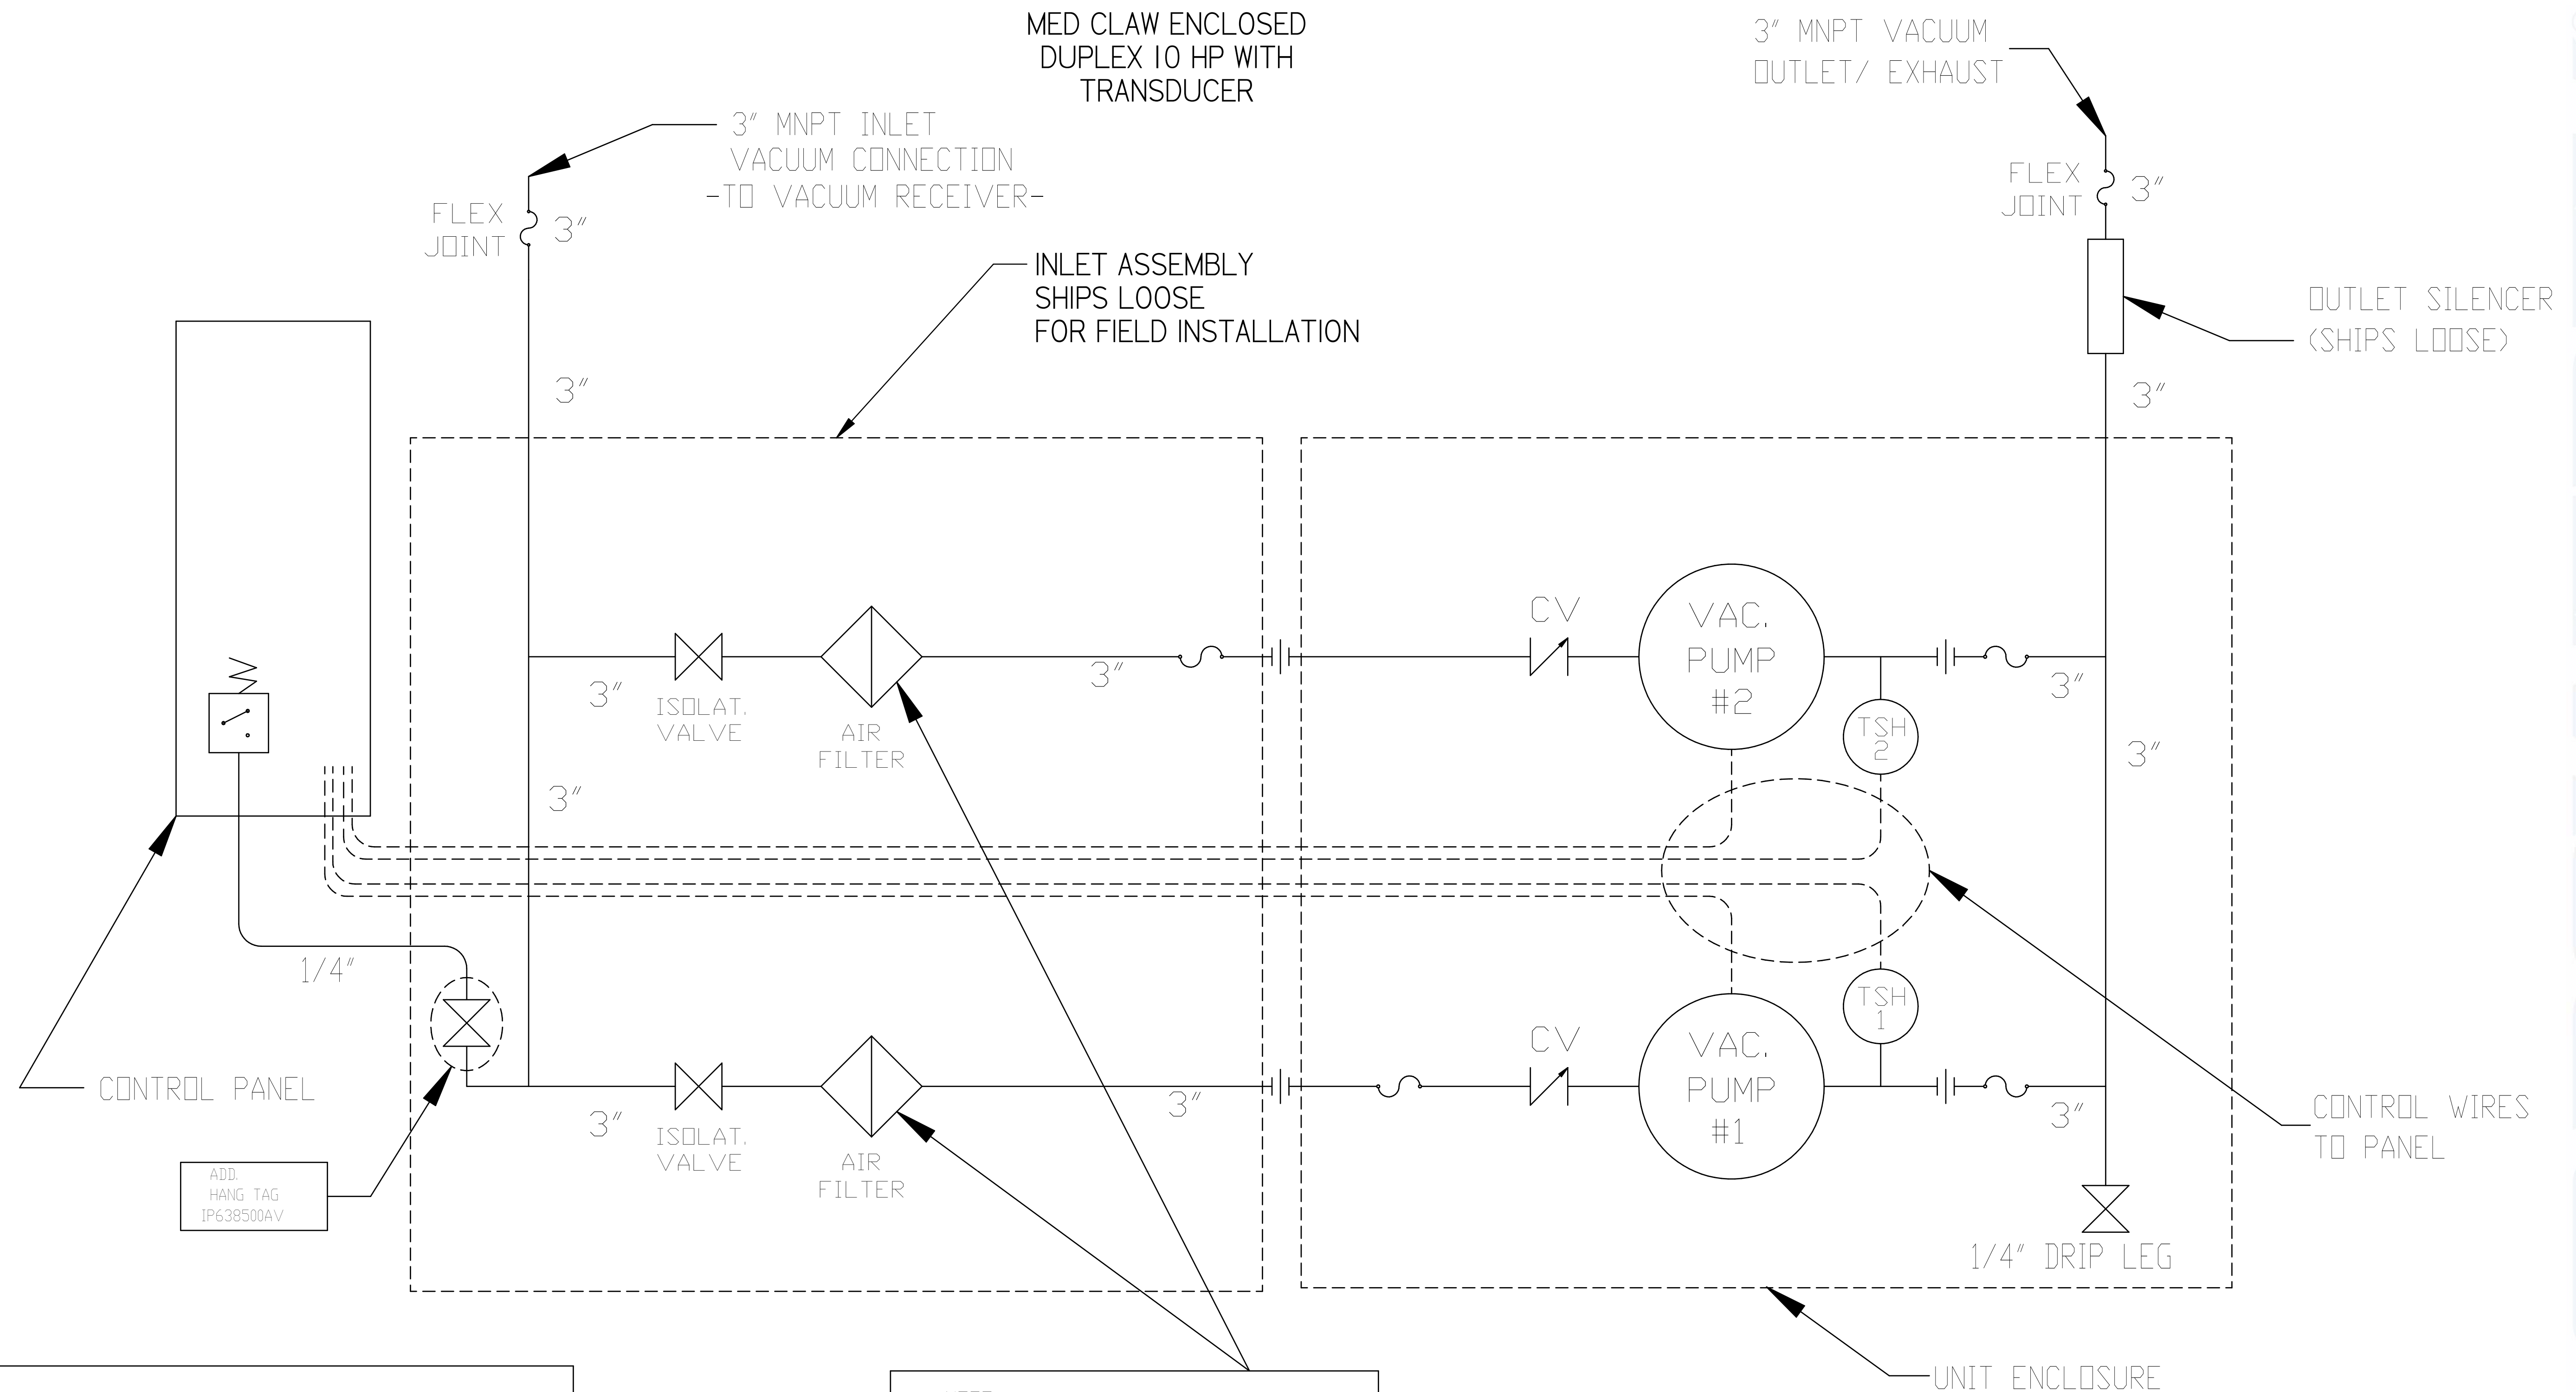 MED CLAW ENCLOSED
DUPLEX 10 HP WITH
TRANSDUCER
3" MNPT VACUUM
OUTLET/ EXHAUST
3" MNPT INLET
VACUUM CONNECTION
-TO VACUUM RECEIVER-
FLEX
JOINT
3"
FLEX
JOINT
3"
INLET ASSEMBLY
SHIPS LOOSE
FOR FIELD INSTALLATION
OUTLET SILENCER
(SHIPS LOOSE)
3"
3"
CV
VAC.
PUMP
#2
3"
ISOLAT.
VALVE
AIR
FILTER
3"
TSH
2
3"
3"
3"
1/4"
CONTROL PANEL
ADD.
HANG TAG
IP638500AV
3"
ISOLAT.
VALVE
AIR
FILTER
3"
CV
VAC.
PUMP
#1
TSH
1
3"
CONTROL WIRES
TO PANEL
1/4" DRIP LEG
UNIT ENCLOSURE